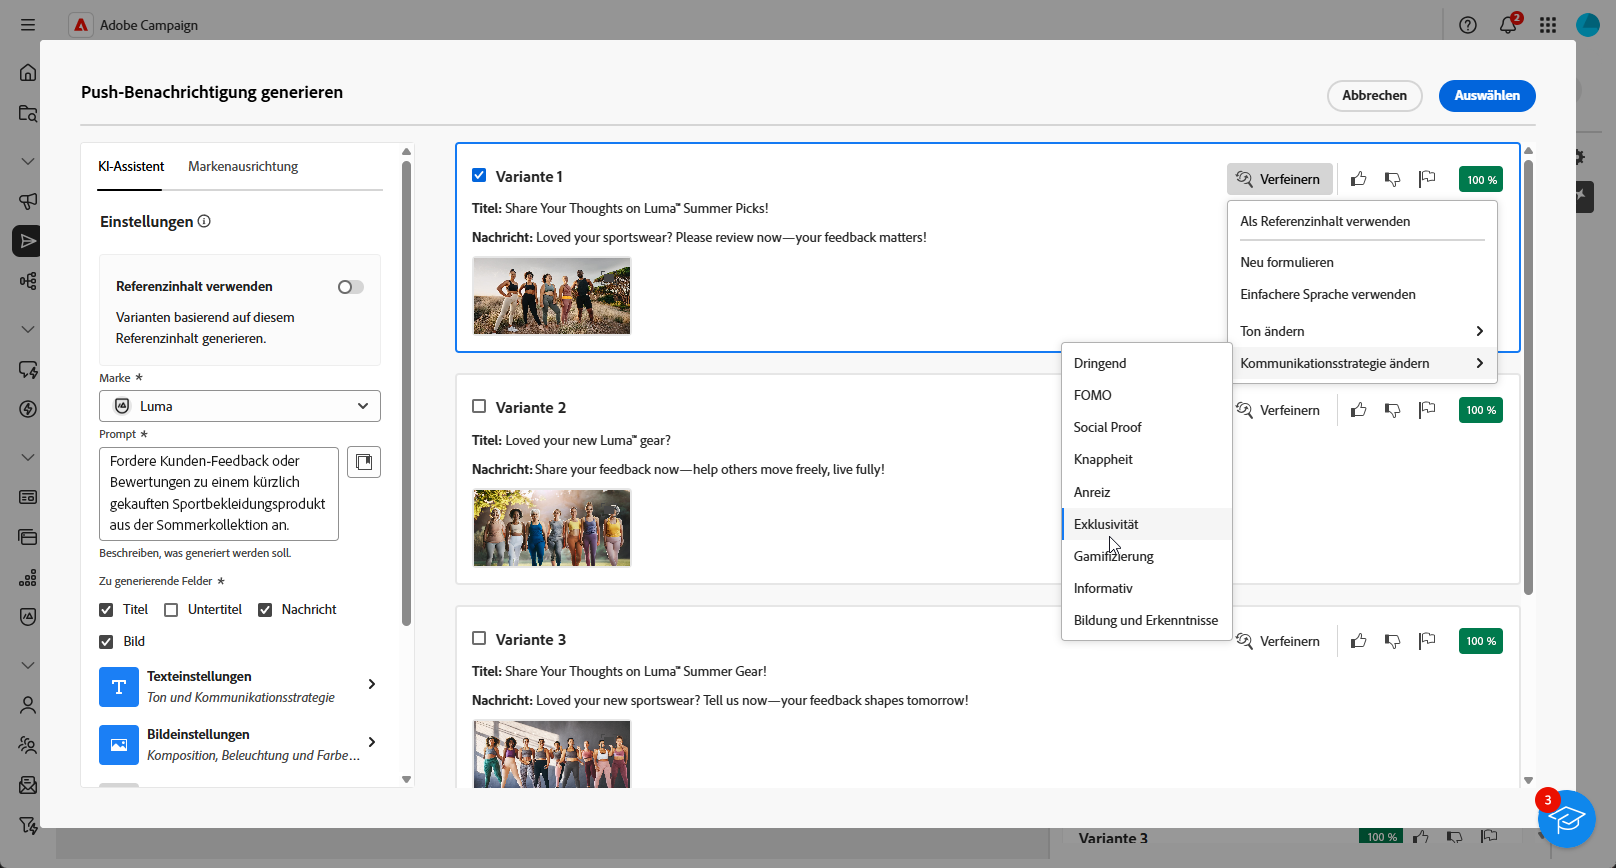 Adobe Campaign
2
Push-Benachrichtigung generieren
Abbrechen
Auswählen
KI-Assistent
Markenausrichtung
Einstellungen
Referenzinhalt verwenden
Varianten basierend auf diesem
Referenzinhalt generieren.
Marke *
Luma
Prompt *
Fordere Kunden-Feedback oder
Bewertungen zu einem kürzlich
gekauften Sportbekleidungsprodukt
aus der Sommerkollektion an.
Beschreiben, was generiert werden soll.
Zu generierende Felder *
Titel
Untertitel
Nachricht
Bild
Texteinstellungen
Ton und Kommunikationsstrategie
Bildeinstellungen
Komposition, Beleuchtung und Farbe…
Variante 1
Verfeinern
100 %
Titel: Share Your Thoughts on Luma™ Summer Picks!
Nachricht: Loved your sportswear? Please review now—your feedback matters!
Als Referenzinhalt verwenden
Neu formulieren
Einfachere Sprache verwenden
Ton ändern
Kommunikationsstrategie ändern
Dringend
FOMO
Social Proof
Knappheit
Anreiz
Exklusivität
Gamifizierung
Informativ
Bildung und Erkenntnisse
Variante 2
Verfeinern
100 %
Titel: Loved your new Luma™ gear?
Nachricht: Share your feedback now—help others move freely, live fully!
Variante 3
Verfeinern
100 %
Titel: Share Your Thoughts on Luma™ Summer Gear!
Nachricht: Loved your new sportswear? Tell us now—your feedback shapes tomorrow!
3
Variante 3
100 %